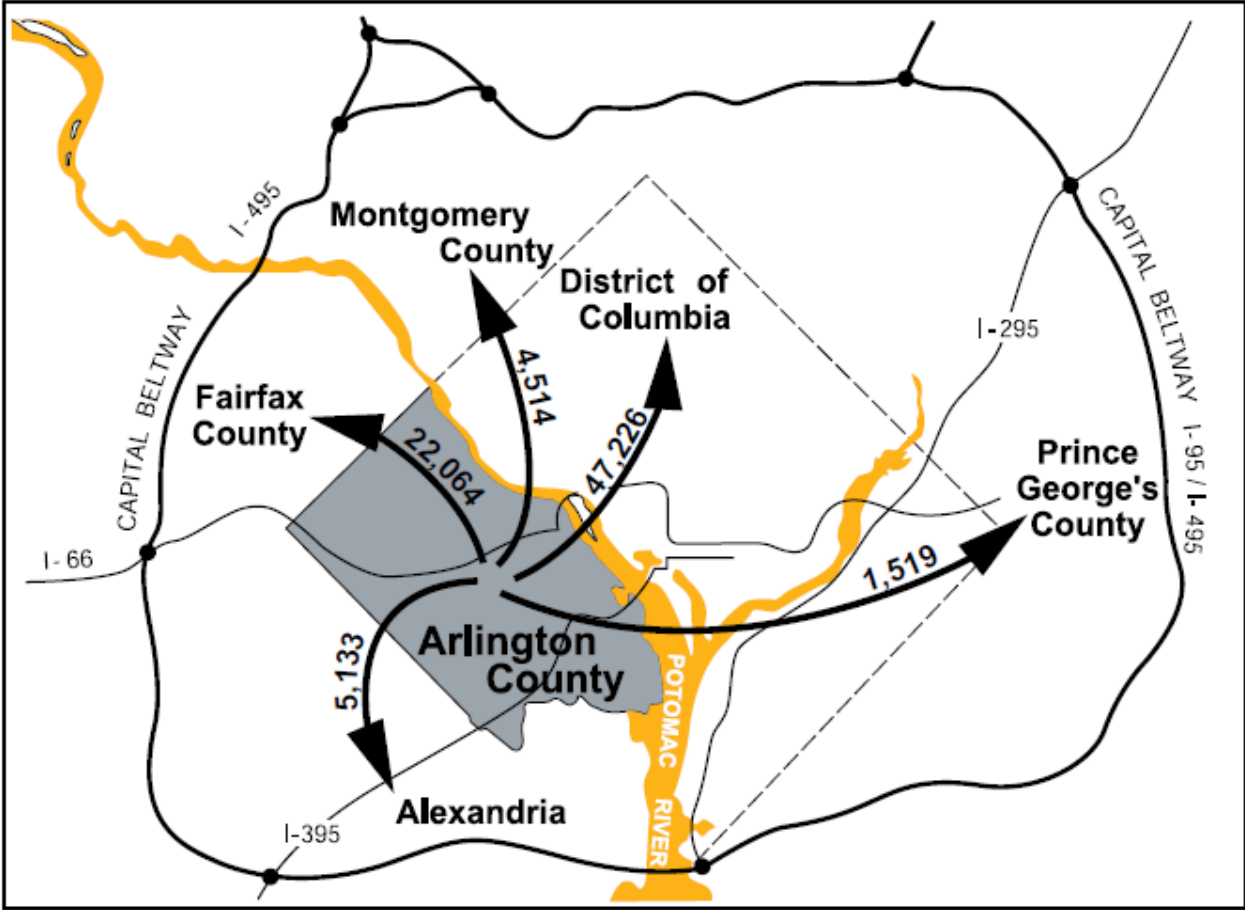 I-495
CAPITAL BELTWAY
Montgomery
County
District of
Columbia
I-295
CAPITAL BELTWAY I-95 / I-495
Fairfax
County
4,514
22,064
47,226
Prince
George's
County
I-66
1,519
Arlington
County
5,133
POTOMAC RIVER
Alexandria
I-395